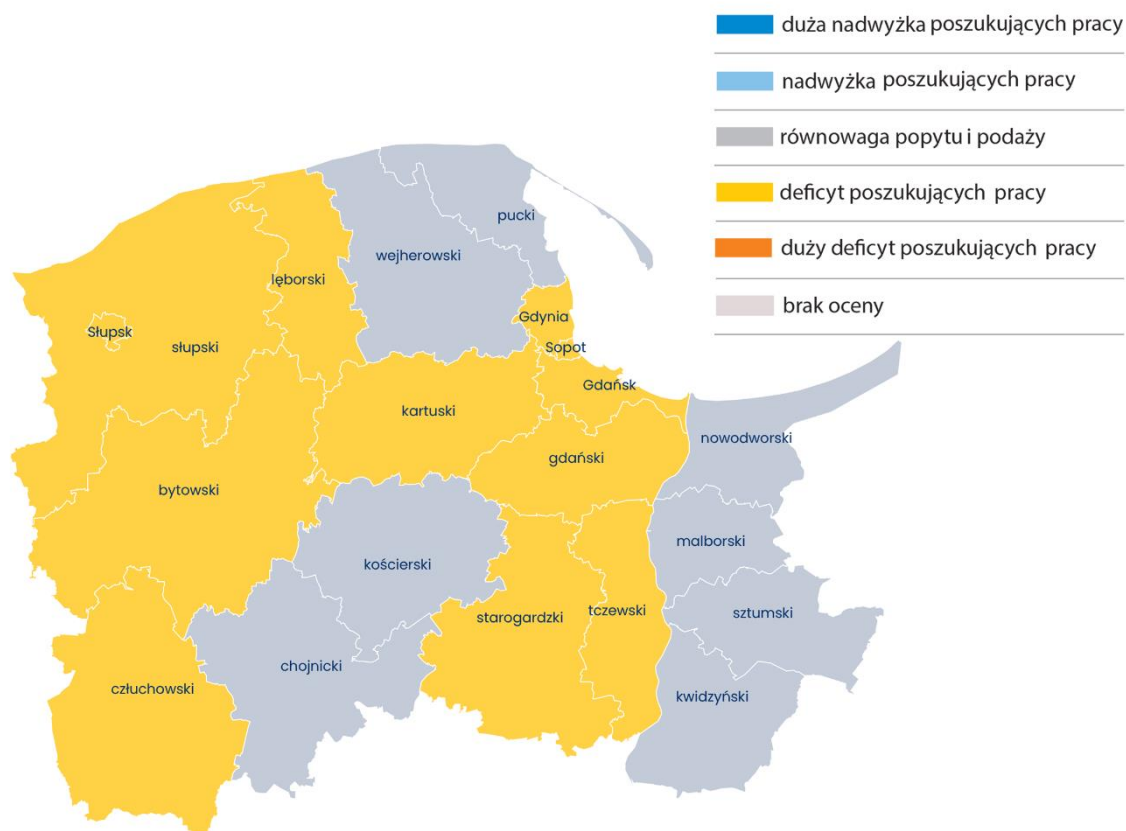 duża nadwyżka poszukujących pracy
nadwyżka poszukujących pracy
równowaga popytu i podaży
deficyt poszukujących pracy
duży deficyt poszukujących pracy
brak oceny
pucki
wejherowski
lęborski
Gdynia
Słupsk
słupski
Sopot
Gdańsk
kartuski
nowodworski
gdański
bytowski
malborski
kościerski
sztumski
starogardzki
tczewski
chojnicki
człuchowski
kwidzyński